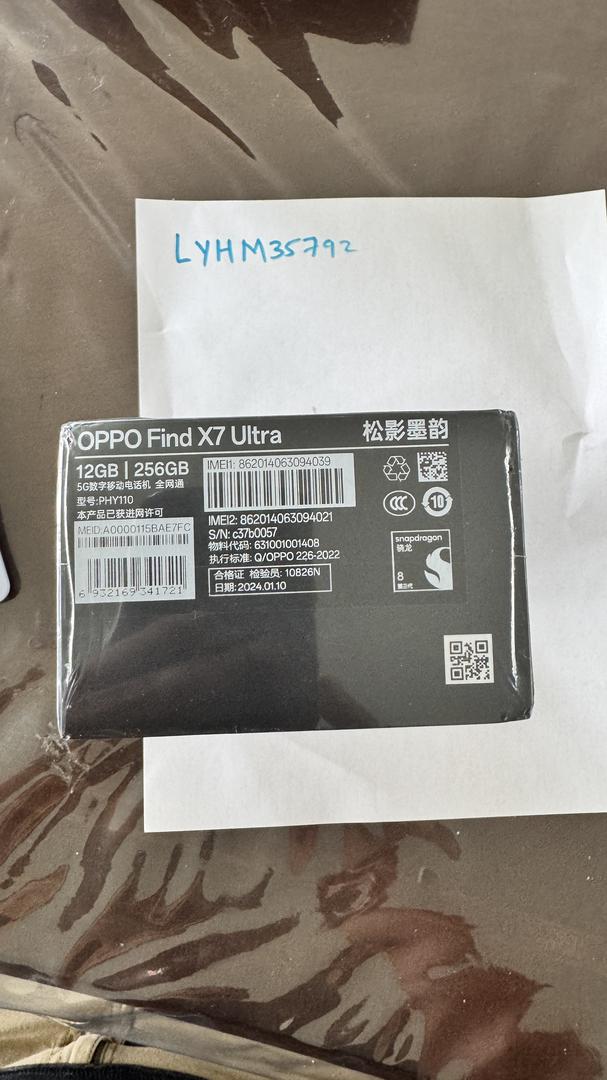 LYHM35792
OPPO Find X7 Ultra
松影墨韵
12GB | 256GB
5G数字移动电话机 全网通
型号:PHY110
本产品已获进网许可
MEID:A0000115BAE7FC
6 932169 341721
IMEI1: 862014063094039
IMEI2: 862014063094021
S/N: c37b0057
物料代码: 631001001408
执行标准: Q/OPPO 226-2022
合格证 检验员: 10826N
日期: 2024.01.10
10
snapdragon
骁龙
8
第三代